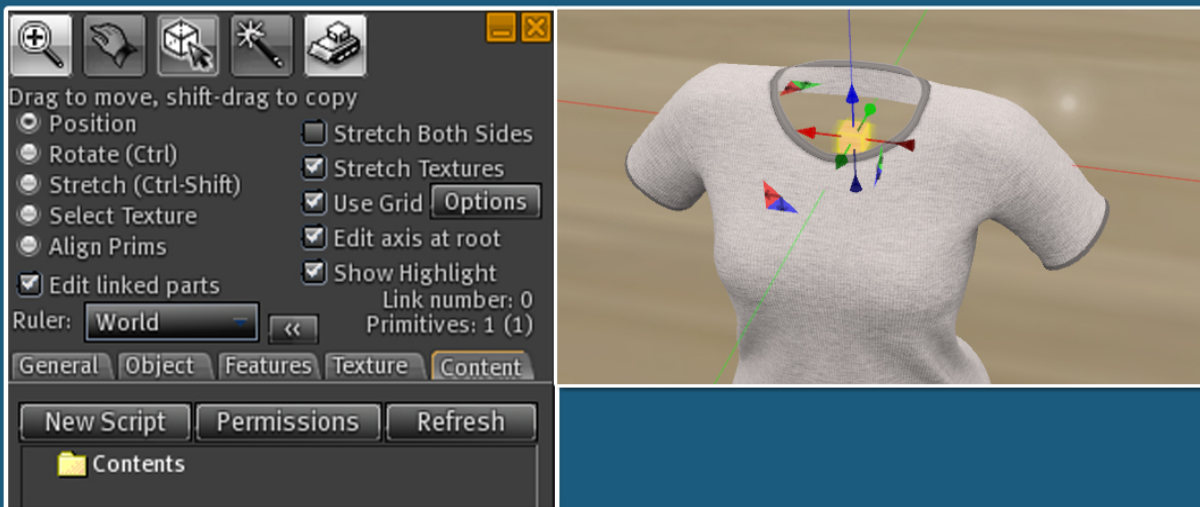 Drag to move, shift-drag to copy
Position
Rotate (Ctrl)
Stretch (Ctrl-Shift)
Select Texture
Align Prims
Edit linked parts
Stretch Both Sides
Stretch Textures
Use Grid Options
Edit axis at root
Show Highlight
Link number: 0
Primitives: 1 (1)
Ruler: World <<
General Object Features Texture Content
New Script Permissions Refresh
Contents